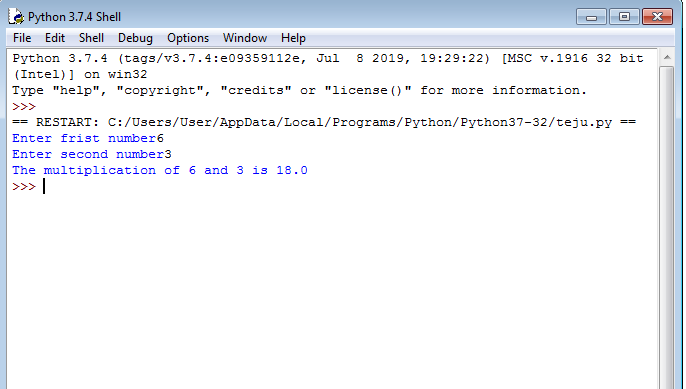 Python 3.7.4 Shell
File Edit Shell Debug Options Window Help
Python 3.7.4 (tags/v3.7.4:e09359112e, Jul  8 2019, 19:29:22) [MSC v.1916 32 bit
(Intel)] on win32
Type "help", "copyright", "credits" or "license()" for more information.
>>>
== RESTART: C:/Users/User/AppData/Local/Programs/Python/Python37-32/teju.py ==
Enter frist number6
Enter second number3
The multiplication of 6 and 3 is 18.0
>>>